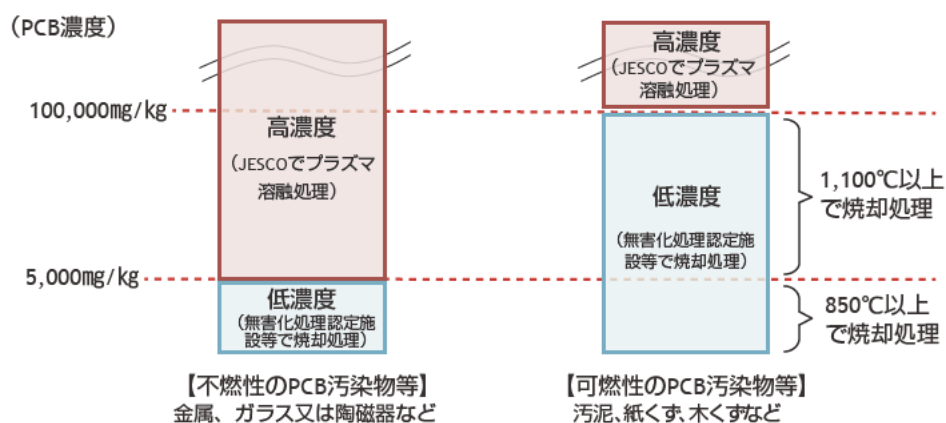 （PCB濃度）
100,000mg/kg
5,000mg/kg
高濃度
（JESCOでプラズマ
溶融処理）
低濃度
（無害化処理認定施
設等で焼却処理）
【不燃性のPCB汚染物等】
金属、ガラス又は陶磁器など
高濃度
（JESCOでプラズマ
溶融処理）
低濃度
（無害化処理認定施
設等で焼却処理）
1,100℃以上
で焼却処理
850℃以上
で焼却処理
【可燃性のPCB汚染物等】
汚泥、紙くず、木くずなど